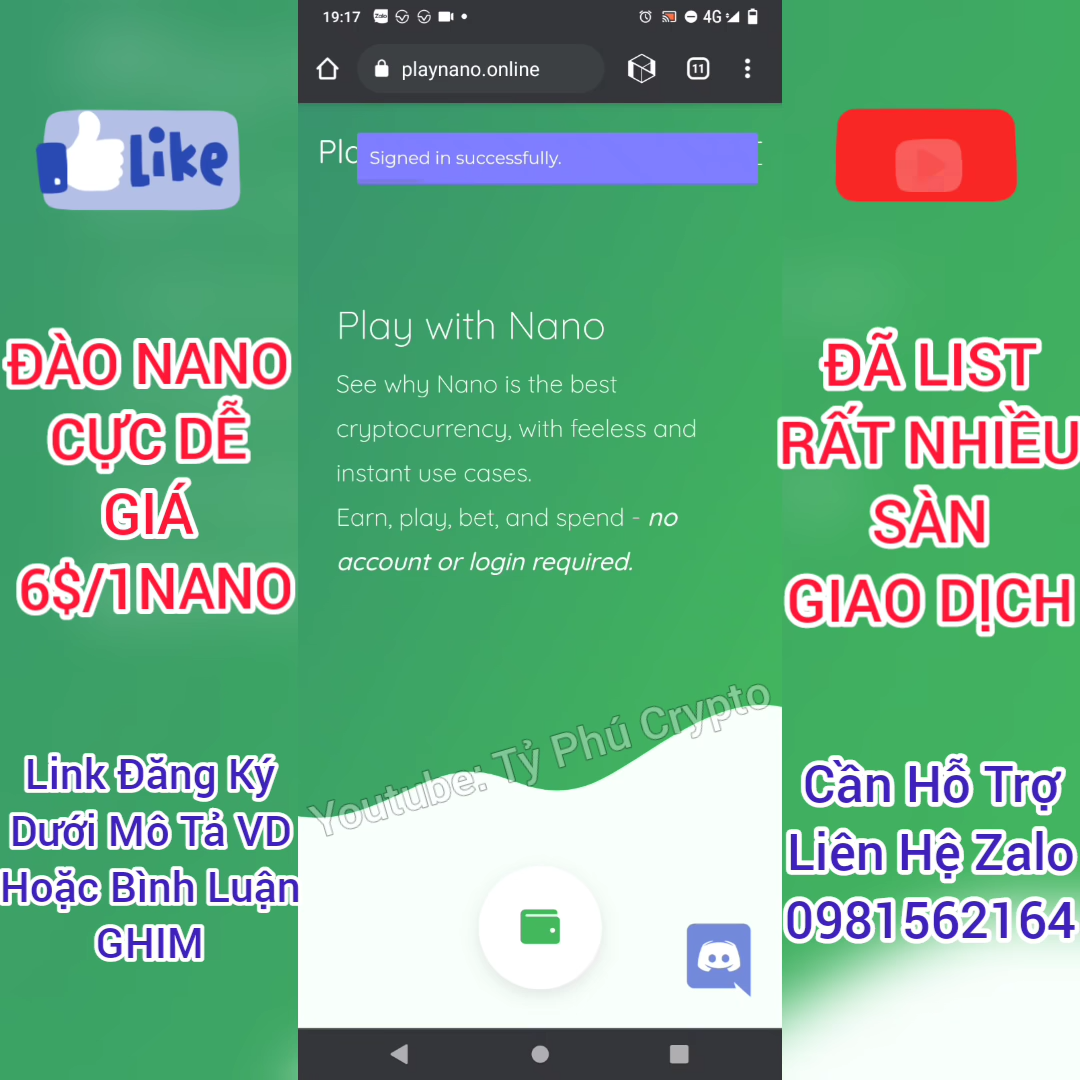 19:17
Zalo
4G
playnano.online
11
Signed in successfully.
Like
ĐÀO NANO
CỰC DỄ
GIÁ
6$/1NANO
Link Đăng Ký
Dưới Mô Tả VD
Hoặc Bình Luận
GHIM
Play with Nano
See why Nano is the best
cryptocurrency, with feeless and
instant use cases.
Earn, play, bet, and spend - no
account or login required.
Youtube: Tỷ Phú Crypto
ĐÃ LIST
RẤT NHIỀU
SÀN
GIAO DỊCH
Cần Hỗ Trợ
Liên Hệ Zalo
0981562164